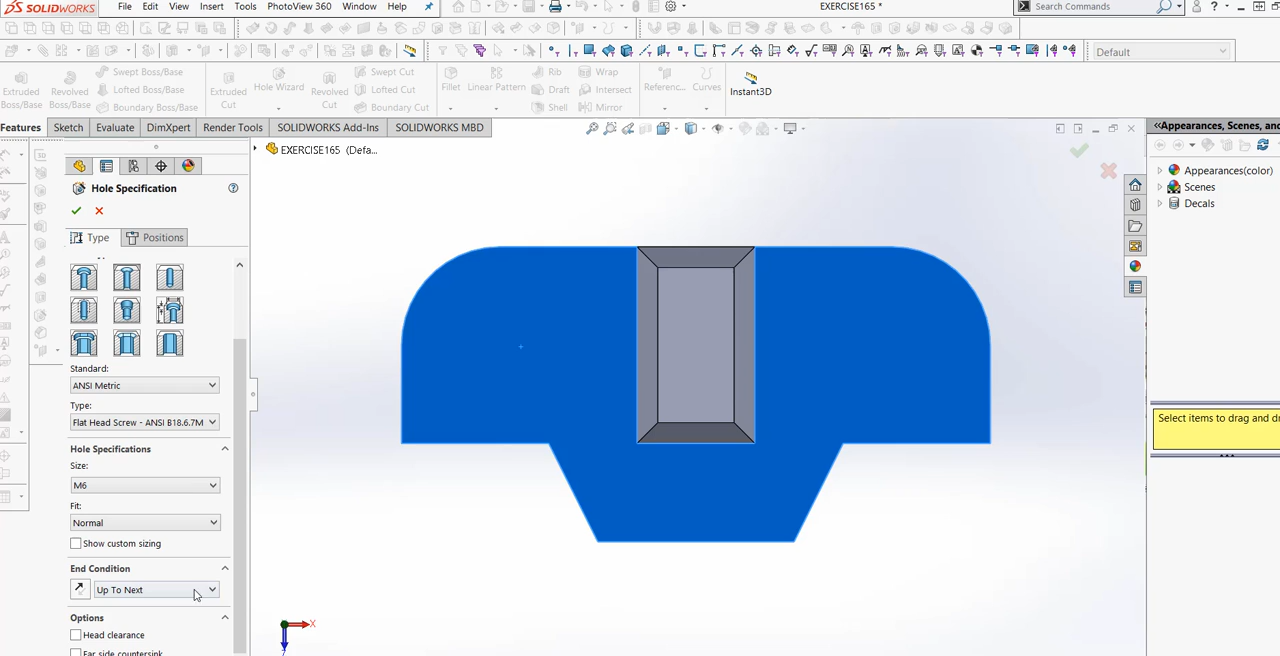 SOLIDWORKS File Edit View Insert Tools PhotoView 360 Window Help EXERCISE165 * Search Commands
Default
Extruded Boss/Base
Revolved Boss/Base
Swept Boss/Base
Lofted Boss/Base
Boundary Boss/Base
Extruded Cut
Hole Wizard
Revolved Cut
Swept Cut
Lofted Cut
Boundary Cut
Fillet
Linear Pattern
Rib
Draft
Shell
Wrap
Intersect
Mirror
Referenc...
Curves
Instant3D
Features Sketch Evaluate DimXpert Render Tools SOLIDWORKS Add-Ins SOLIDWORKS MBD
EXERCISE165 (Defa...
<<Appearances, Scenes, and
Appearances(color)
Scenes
Decals
Hole Specification
Type Positions
Standard:
ANSI Metric
Type:
Flat Head Screw - ANSI B18.6.7M
Hole Specifications
Size:
M6
Fit:
Normal
Show custom sizing
End Condition
Up To Next
Options
Head clearance
Far side countersink
Select items to drag and dr
X